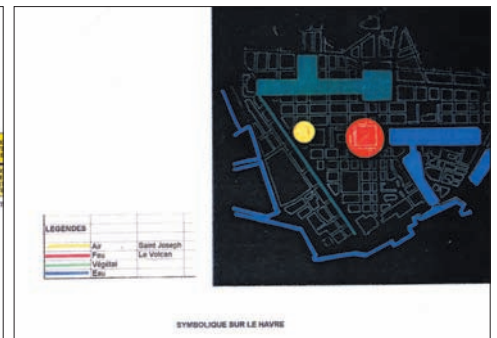 LEGENDES
Air Saint Joseph
Feu Le Volcan
Végétal
Eau
SYMBOLIQUE SUR LE HAVRE